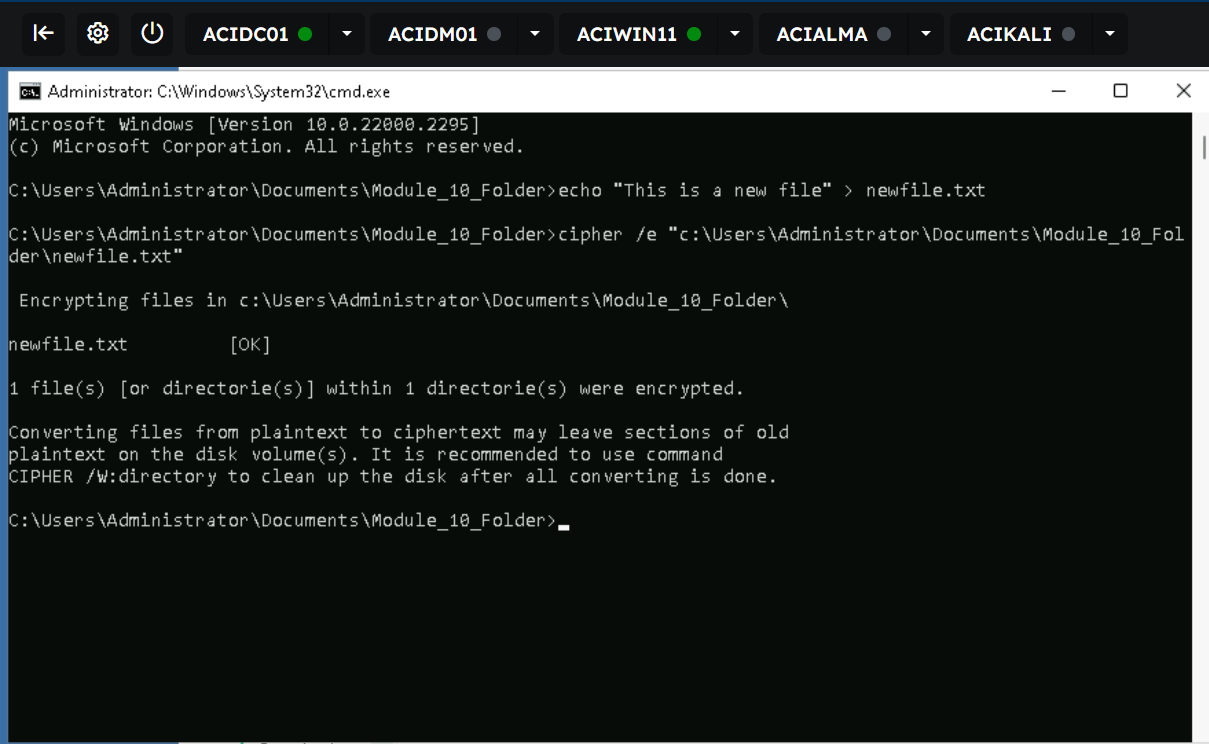 ACIDC01 ACIDM01 ACIWIN11 ACIALMA ACIKALI
Administrator: C:\Windows\System32\cmd.exe
Microsoft Windows [Version 10.0.22000.2295]
(c) Microsoft Corporation. All rights reserved.
C:\Users\Administrator\Documents\Module_10_Folder>echo "This is a new file" > newfile.txt
C:\Users\Administrator\Documents\Module_10_Folder>cipher /e "c:\Users\Administrator\Documents\Module_10_Fol
der\newfile.txt"
Encrypting files in c:\Users\Administrator\Documents\Module_10_Folder\
newfile.txt [OK]
1 file(s) [or directorie(s)] within 1 directorie(s) were encrypted.
Converting files from plaintext to ciphertext may leave sections of old
plaintext on the disk volume(s). It is recommended to use command
CIPHER /W:directory to clean up the disk after all converting is done.
C:\Users\Administrator\Documents\Module_10_Folder>